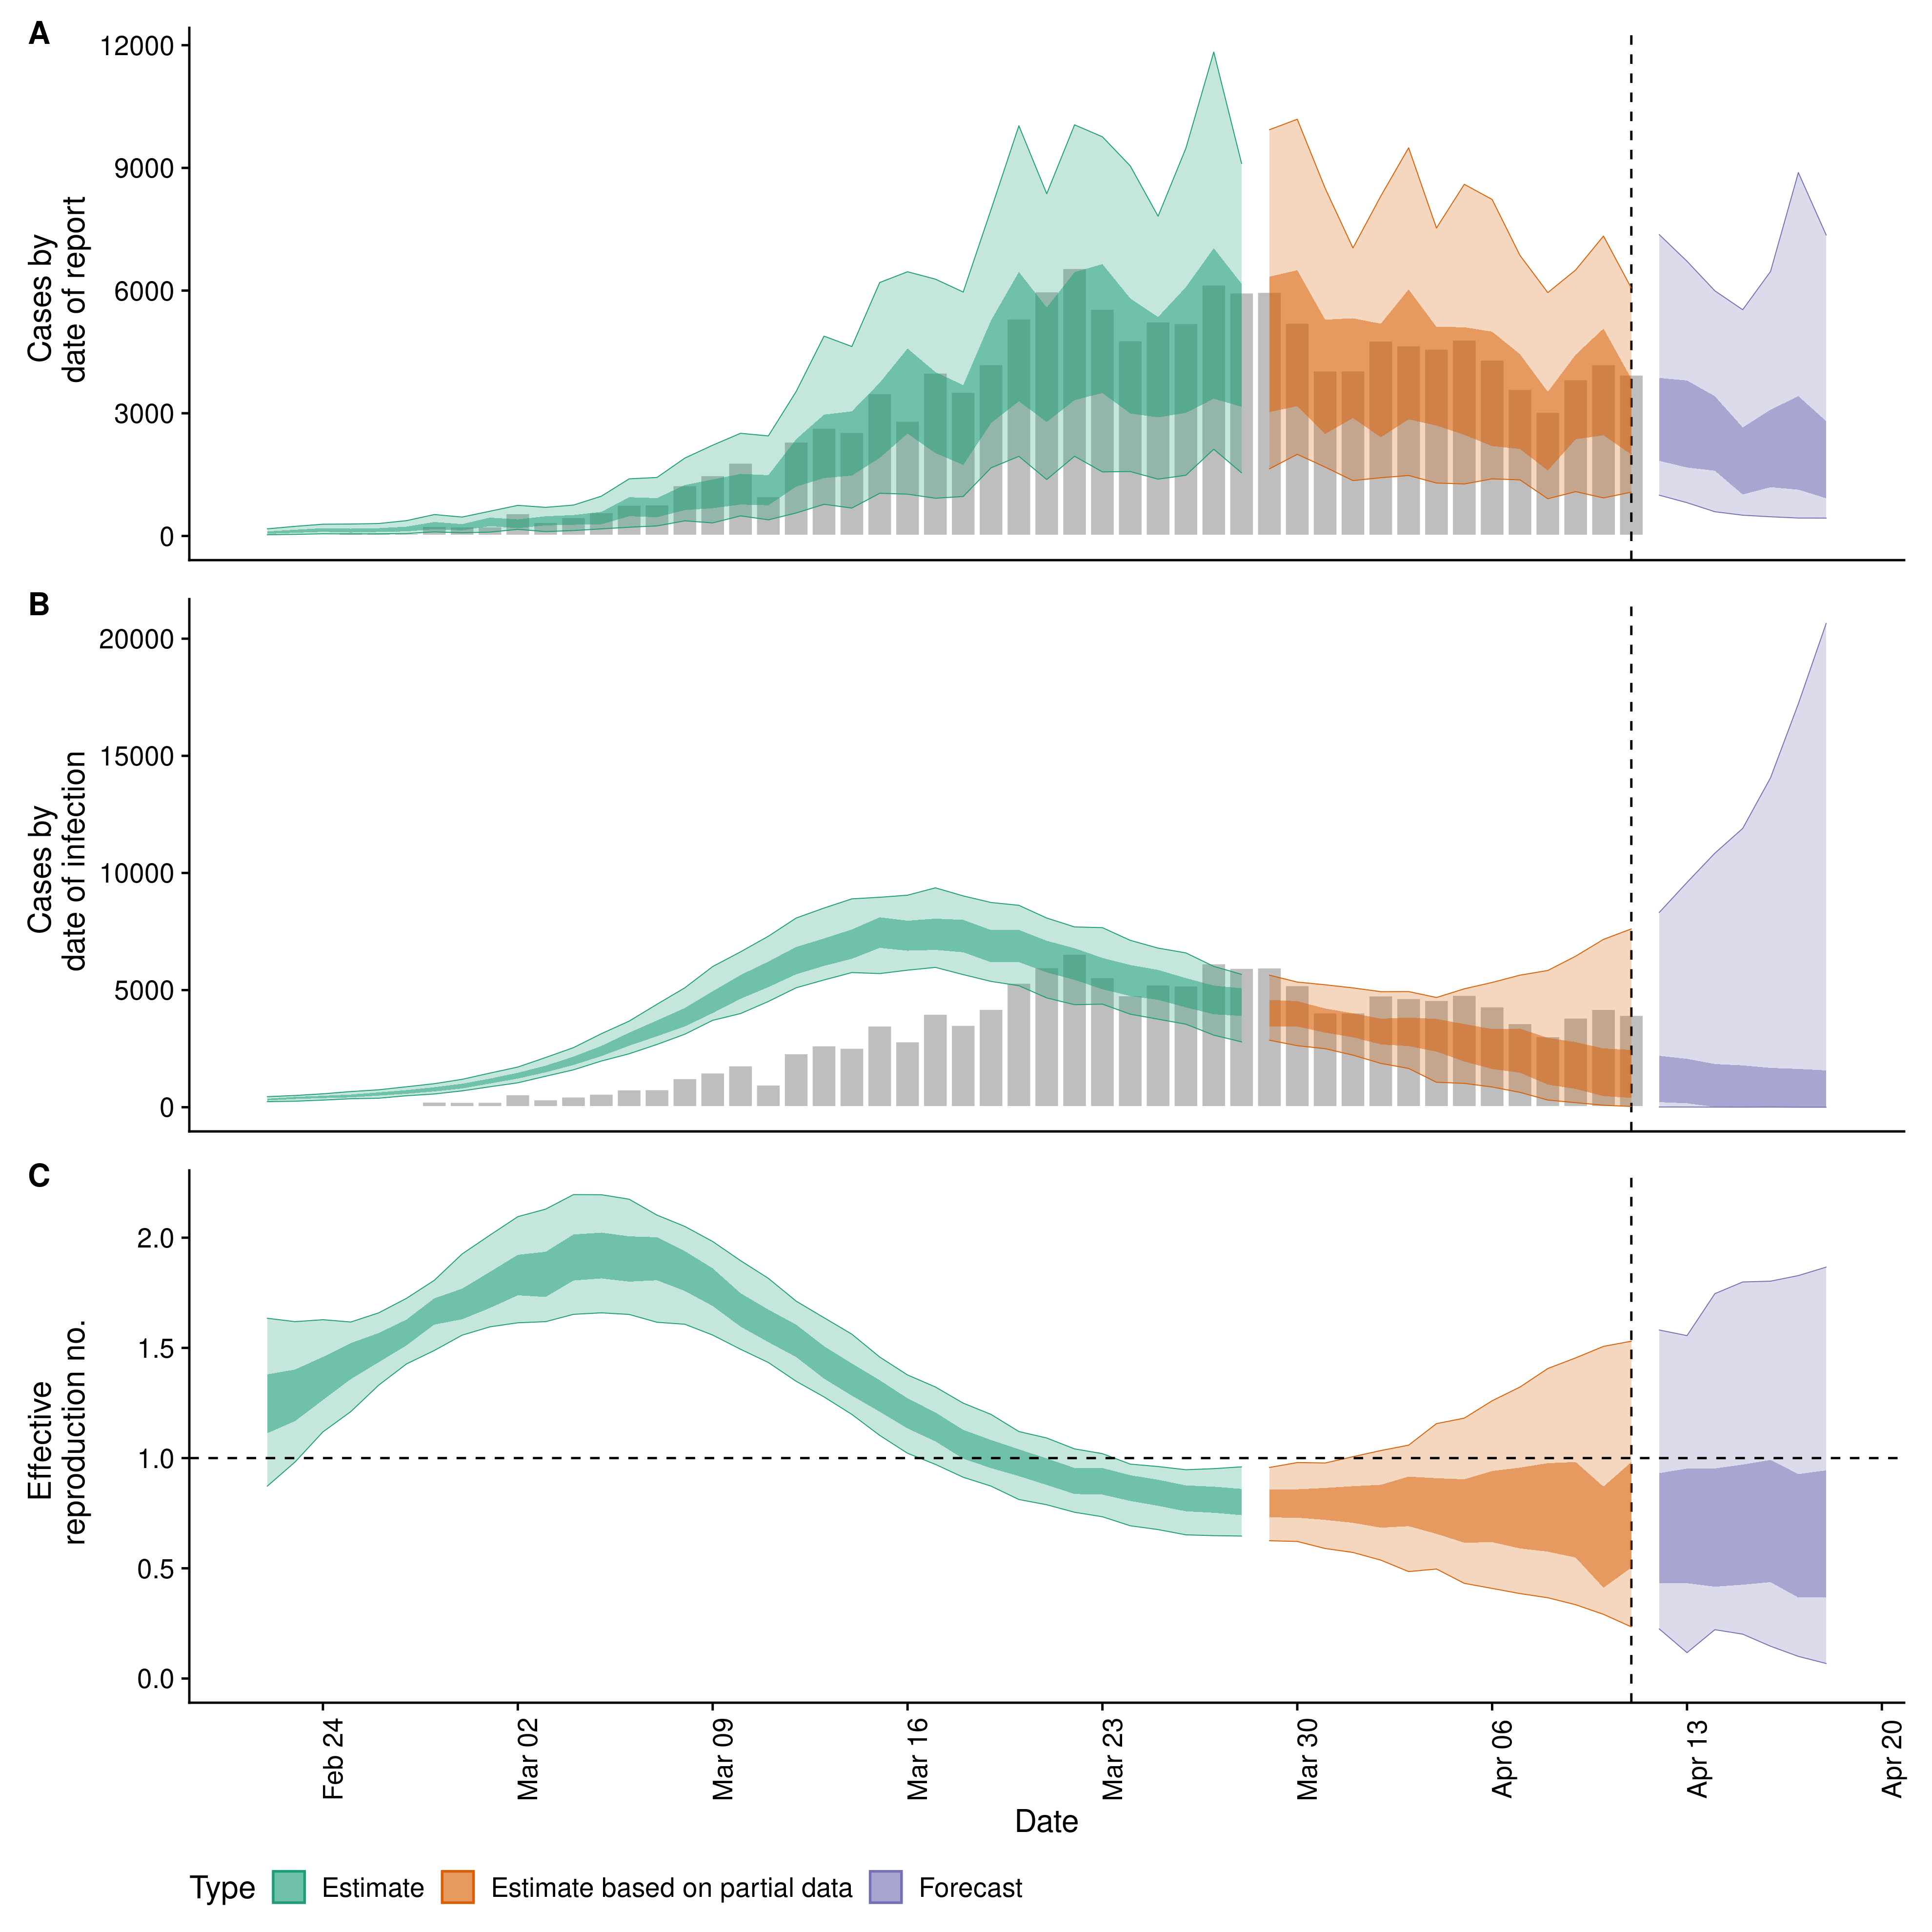 A
12000
9000
6000
3000
0
Cases by
date of report
B
20000
15000
10000
5000
0
Cases by
date of infection
C
2.0
1.5
1.0
0.5
0.0
Effective
reproduction no.
Feb 24
Mar 02
Mar 09
Mar 16
Mar 23
Mar 30
Apr 06
Apr 13
Apr 20
Date
Type Estimate Estimate based on partial data Forecast